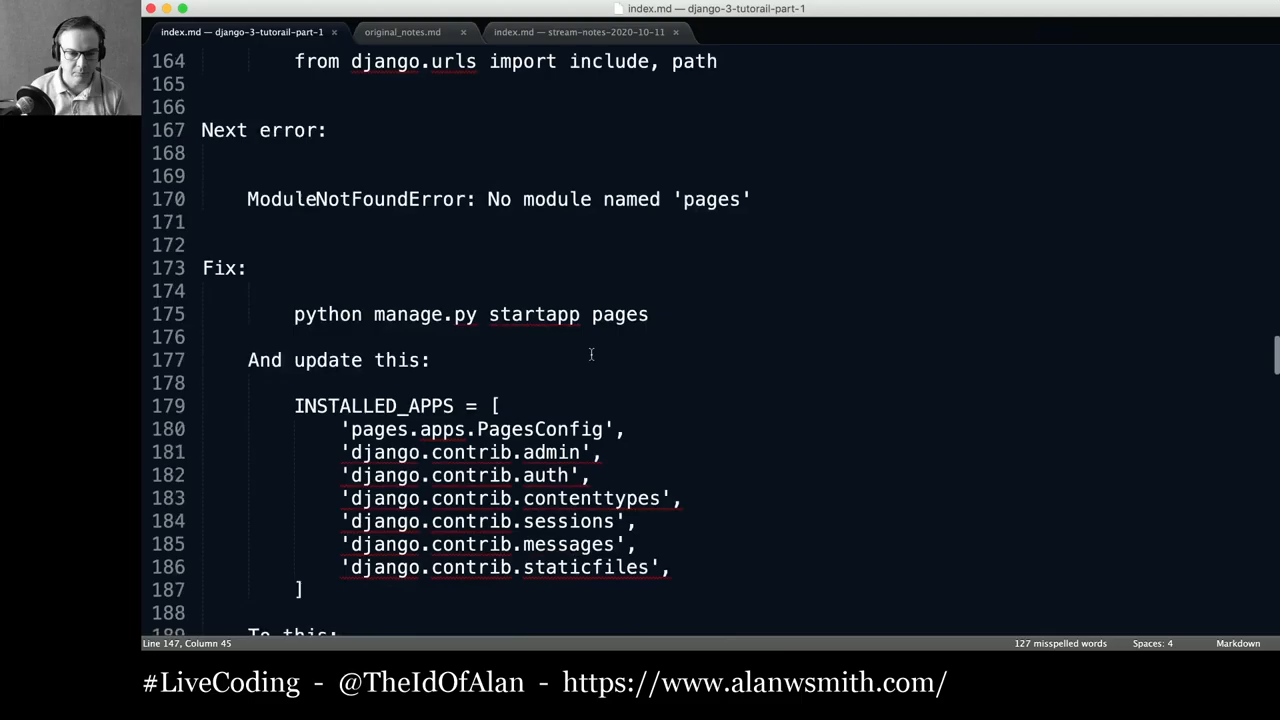 index.md — django-3-tutorail-part-1
index.md — django-3-tutorail-part-1 × original_notes.md × index.md — stream-notes-2020-10-11 ×
164 from django.urls import include, path
165
166
167 Next error:
168
169
170 ModuleNotFoundError: No module named 'pages'
171
172
173 Fix:
174
175 python manage.py startapp pages
176
177 And update this:
178
179 INSTALLED_APPS = [
180 'pages.apps.PagesConfig',
181 'django.contrib.admin',
182 'django.contrib.auth',
183 'django.contrib.contenttypes',
184 'django.contrib.sessions',
185 'django.contrib.messages',
186 'django.contrib.staticfiles',
187 ]
188
189 To this:
Line 147, Column 45 127 misspelled words Spaces: 4 Markdown
#LiveCoding - @TheIdOfAlan - https://www.alanwsmith.com/